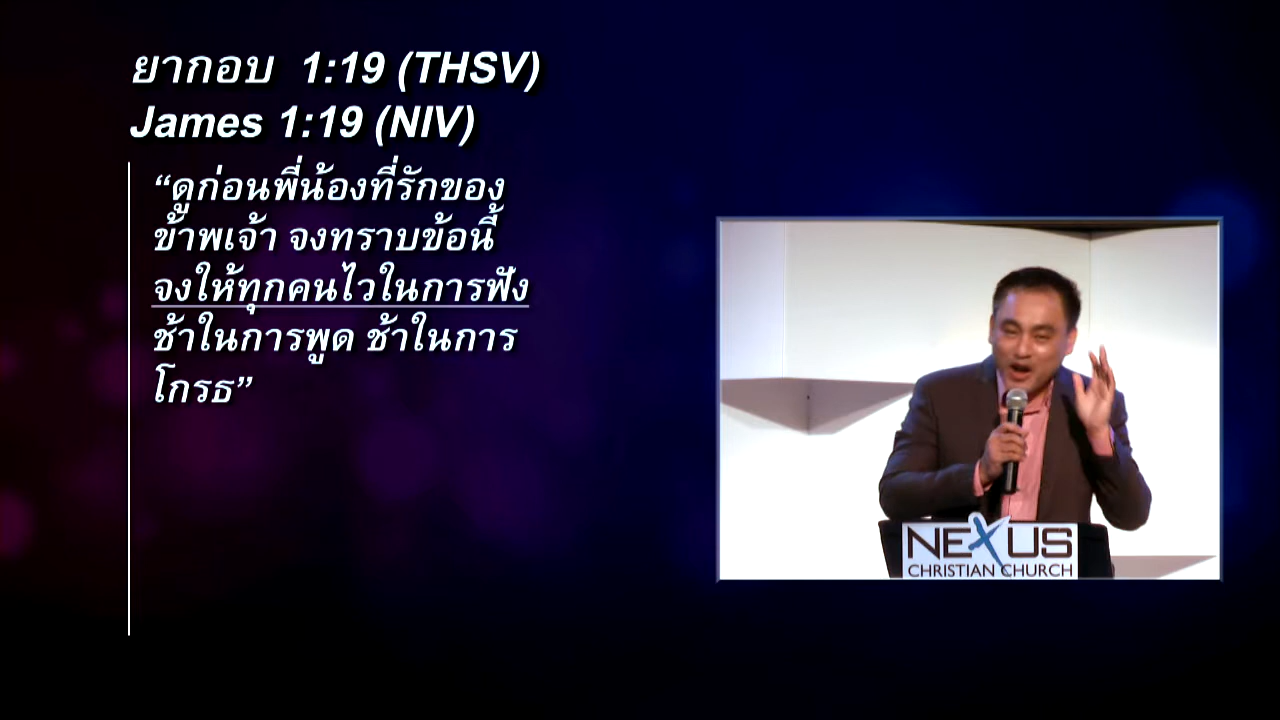 ยากอบ 1:19 (THSV)
James 1:19 (NIV)
“ดูก่อนพี่น้องที่รักของ
ข้าพเจ้า จงทราบข้อนี้
จงให้ทุกคนไวในการฟัง
ช้าในการพูด ช้าในการ
โกรธ”
NEXUS
CHRISTIAN CHURCH